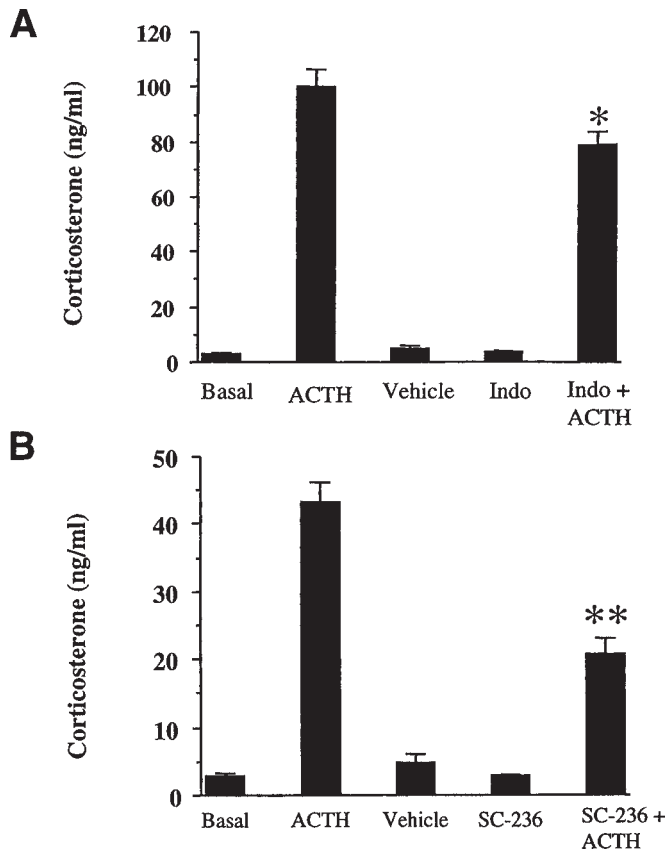 A
Corticosterone (ng/ml)
120
100
80
60
40
20
0
*
Basal ACTH Vehicle Indo Indo +
ACTH
B
Corticosterone (ng/ml)
50
40
30
20
10
0
**
Basal ACTH Vehicle SC-236 SC-236 +
ACTH